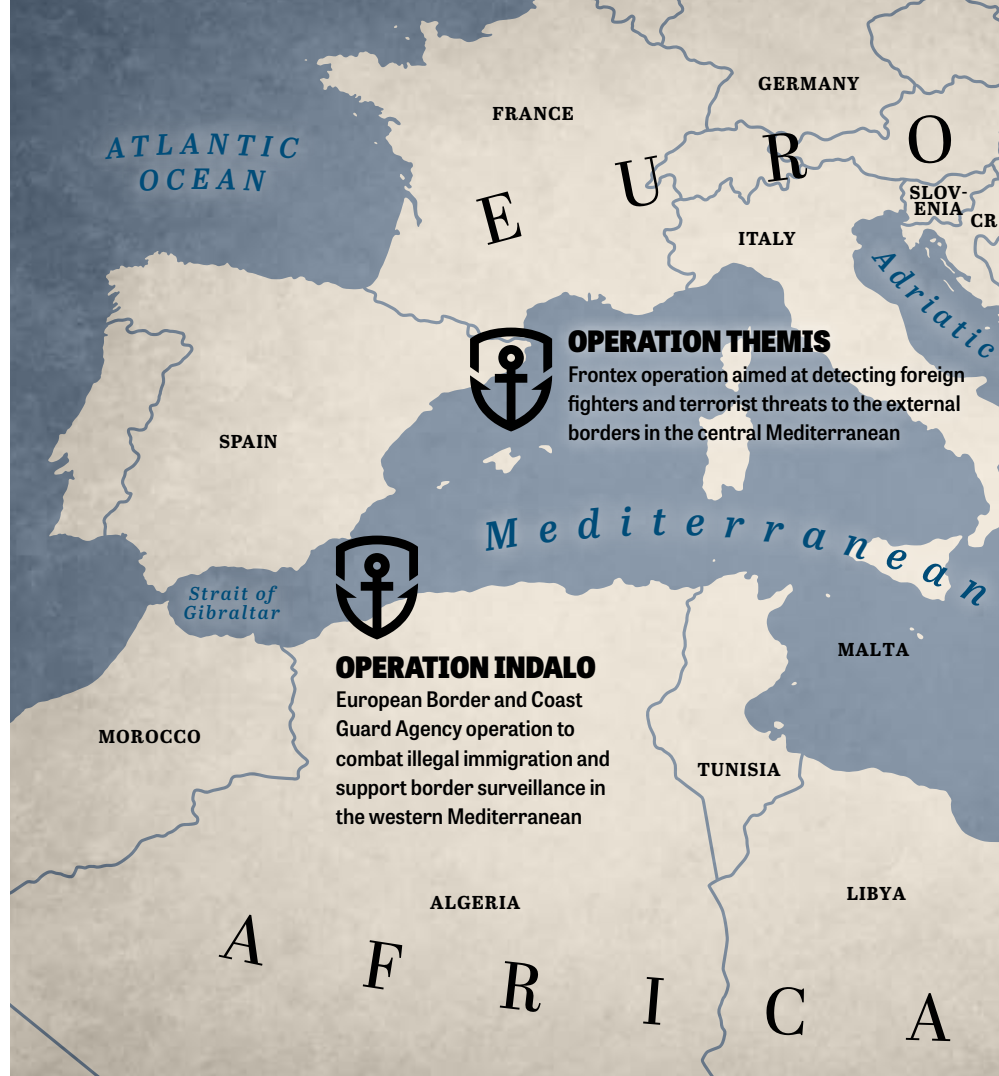 GERMANY
FRANCE
ATLANTIC
OCEAN
EURO
SLOV-
ENIA
CR
ITALY
Adriatic
OPERATION THEMIS
Frontex operation aimed at detecting foreign
fighters and terrorist threats to the external
borders in the central Mediterranean
SPAIN
Mediterranean
Strait of
Gibraltar
MALTA
OPERATION INDALO
European Border and Coast
Guard Agency operation to
combat illegal immigration and
support border surveillance in
the western Mediterranean
MOROCCO
TUNISIA
ALGERIA
LIBYA
AFRICA